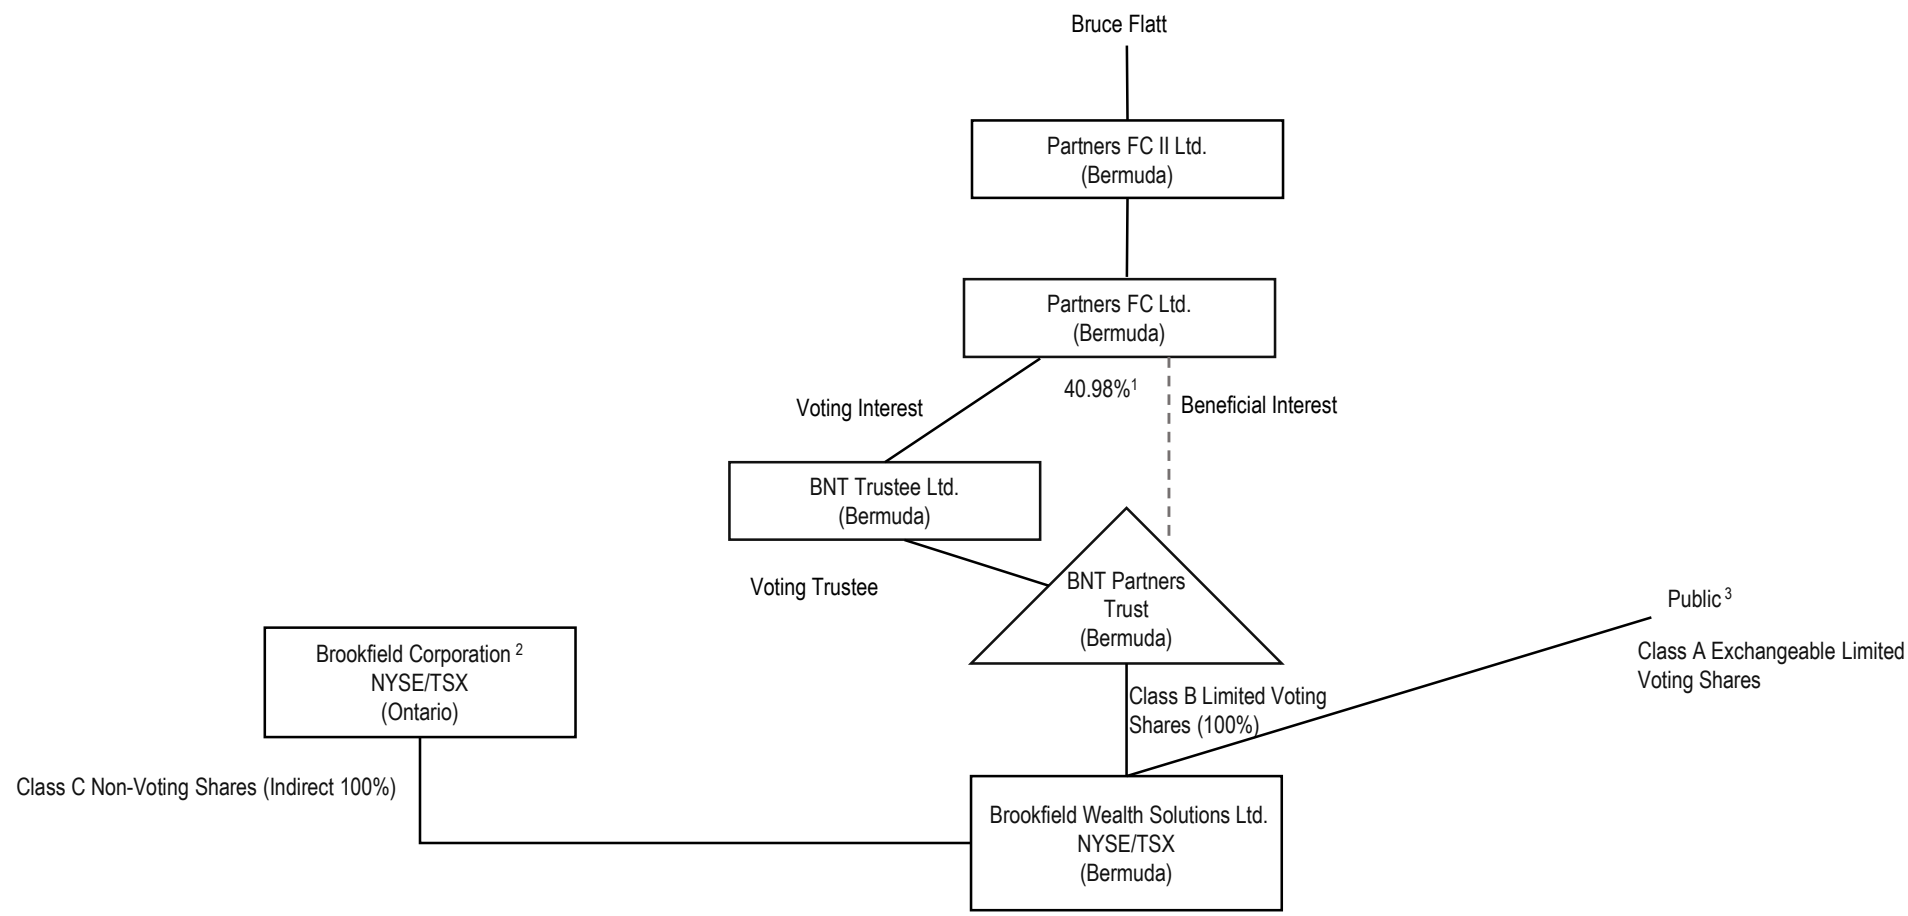 Bruce Flatt
Partners FC II Ltd.
(Bermuda)
Partners FC Ltd.
(Bermuda)
40.98%1
Voting Interest
Beneficial Interest
BNT Trustee Ltd.
(Bermuda)
Voting Trustee
BNT Partners
Trust
(Bermuda)
Public 3
Class A Exchangeable Limited
Voting Shares
Brookfield Corporation 2
NYSE/TSX
(Ontario)
Class B Limited Voting
Shares (100%)
Class C Non-Voting Shares (Indirect 100%)
Brookfield Wealth Solutions Ltd.
NYSE/TSX
(Bermuda)